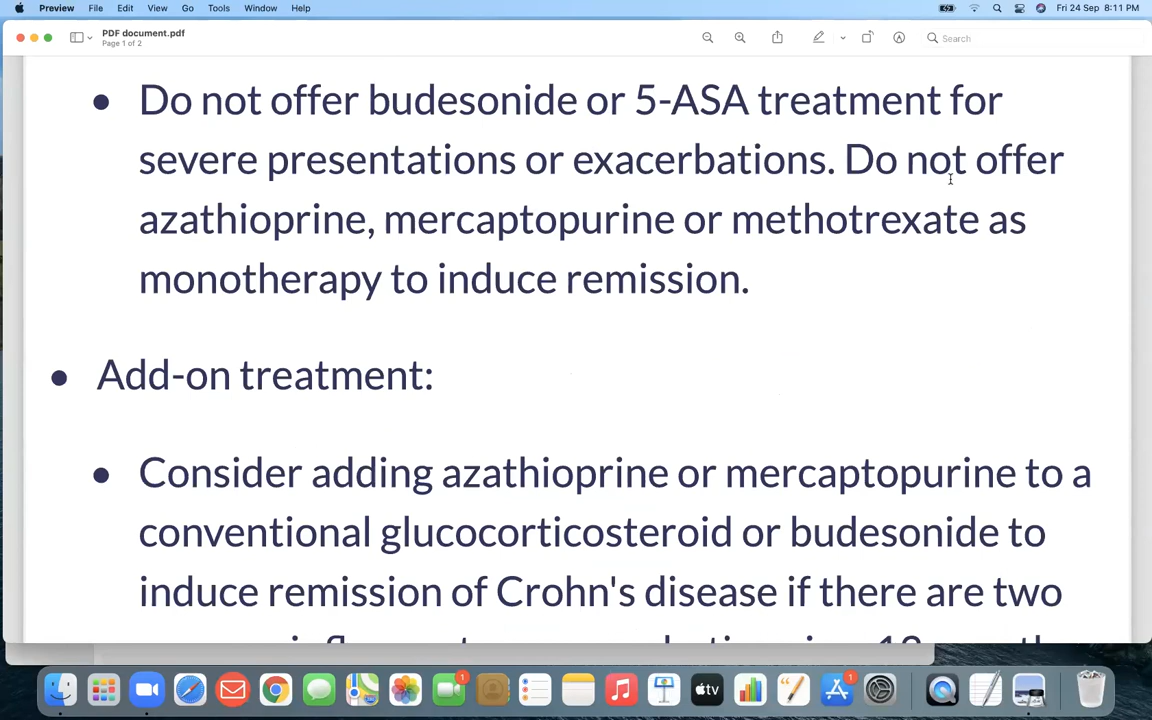 Preview File Edit View Go Tools Window Help Fri 24 Sep 8:11 PM
PDF document.pdf
Page 1 of 2
Search
• Do not offer budesonide or 5-ASA treatment for
severe presentations or exacerbations. Do not offer
azathioprine, mercaptopurine or methotrexate as
monotherapy to induce remission.
• Add-on treatment:
• Consider adding azathioprine or mercaptopurine to a
conventional glucocorticosteroid or budesonide to
induce remission of Crohn's disease if there are two
1
tv
1